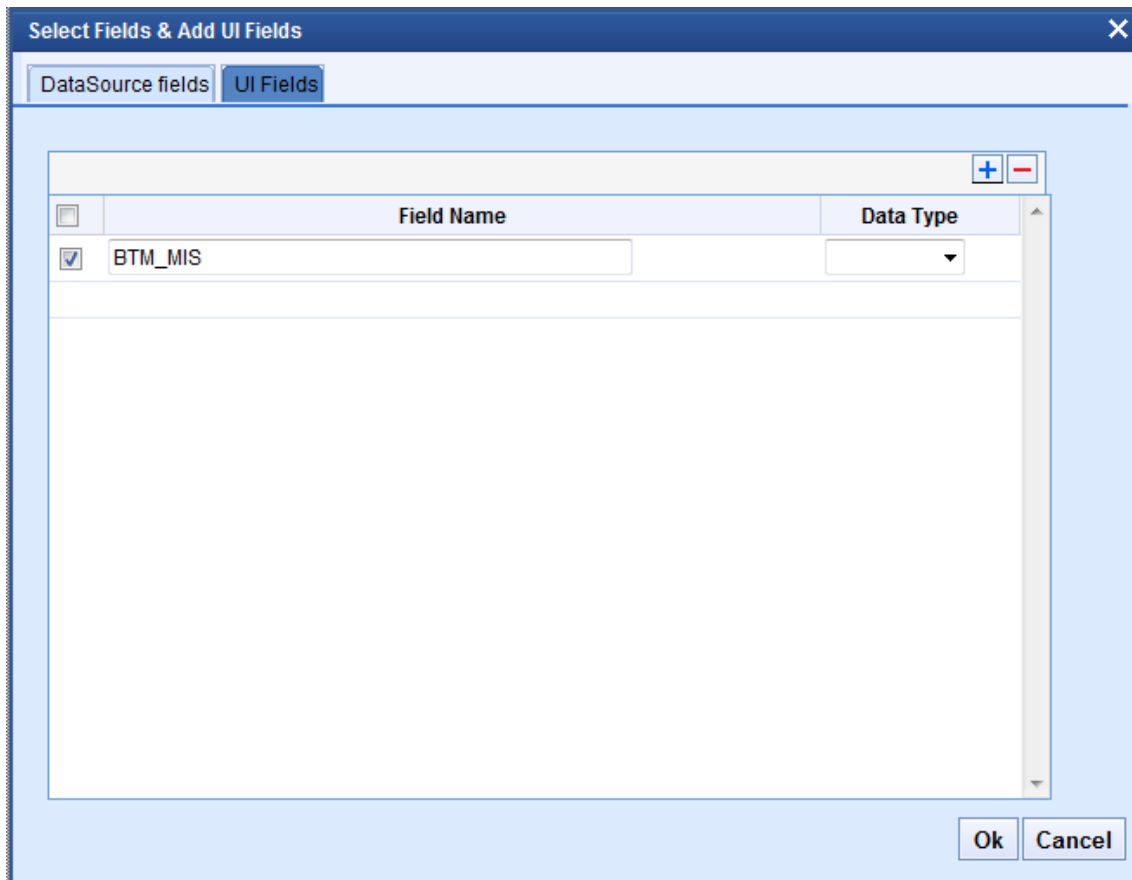 Select Fields & Add UI Fields
DataSource fields UI Fields
Field Name Data Type
BTM_MIS
Ok Cancel